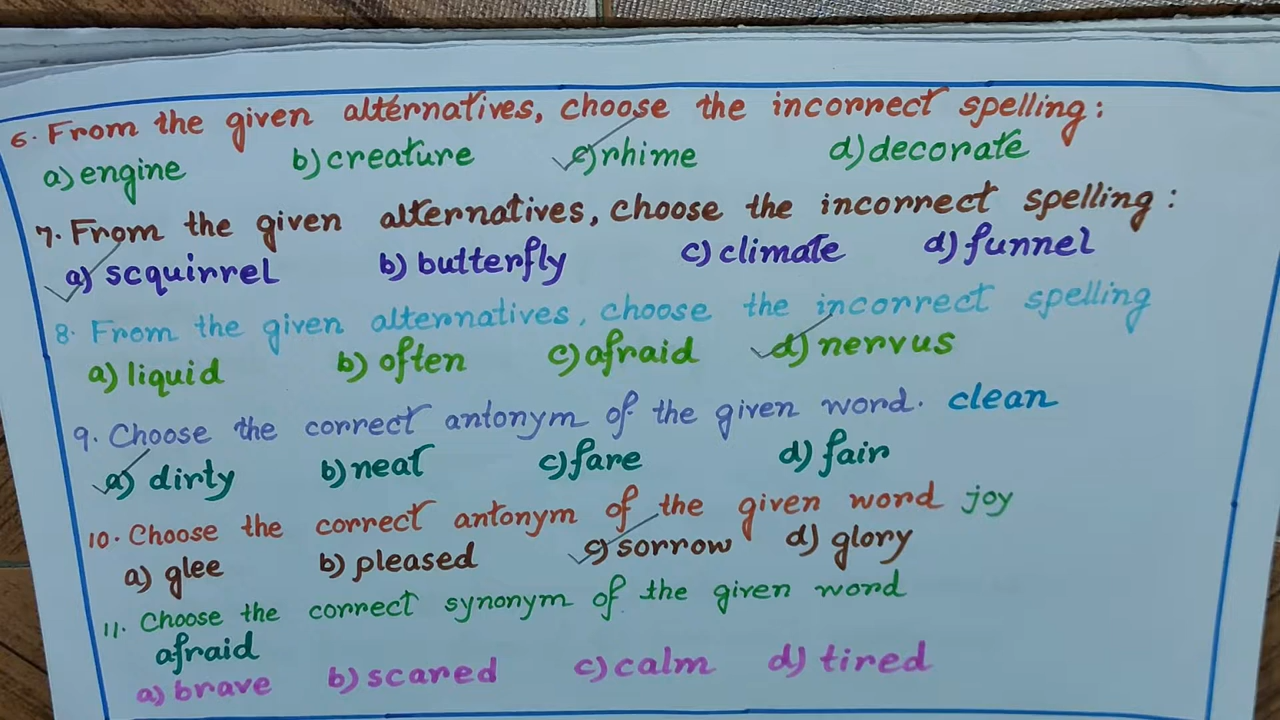 6. From the given alternatives, choose the incorrect spelling:
a) engine b) creature c) rhime d) decorate
7. From the given alternatives, choose the incorrect spelling:
a) scquirrel b) butterfly c) climate d) funnel
8. From the given alternatives, choose the incorrect spelling
a) liquid b) often c) afraid d) nervus
9. Choose the correct antonym of the given word. clean
a) dirty b) neat c) fare d) fair
10. Choose the correct antonym of the given word joy
a) glee b) pleased c) sorrow d) glory
11. Choose the correct synonym of the given word
afraid
a) brave b) scared c) calm d) tired